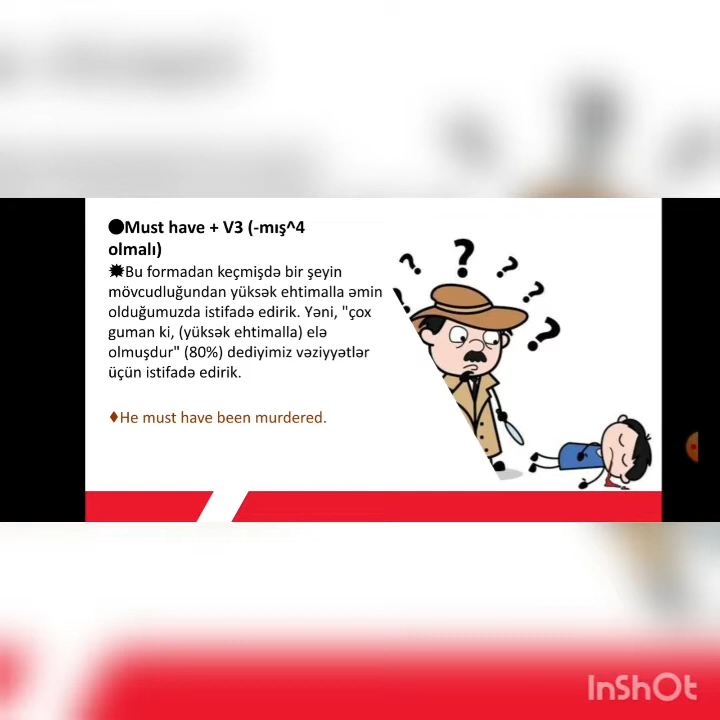 ●Must have + V3 (-mış^4
olmalı)
✹Bu formadan keçmişdə bir şeyin
mövcudluğundan yüksək ehtimalla əmin
olduğumuzda istifadə edirik. Yəni, "çox
guman ki, (yüksək ehtimalla) elə
olmuşdur" (80%) dediyimiz vəziyyətlər
üçün istifadə edirik.
♦He must have been murdered.
? ? ? ? ?
InShOt